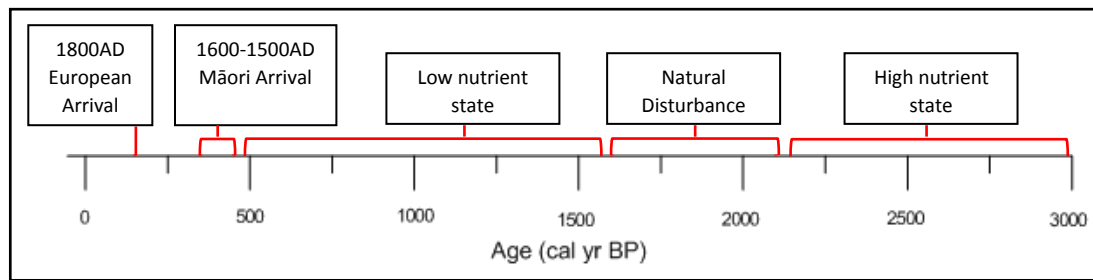 1800AD
European
Arrival
1600-1500AD
Māori Arrival
Low nutrient
state
Natural
Disturbance
High nutrient
state
0
500
1000
1500
2000
2500
3000
Age (cal yr BP)